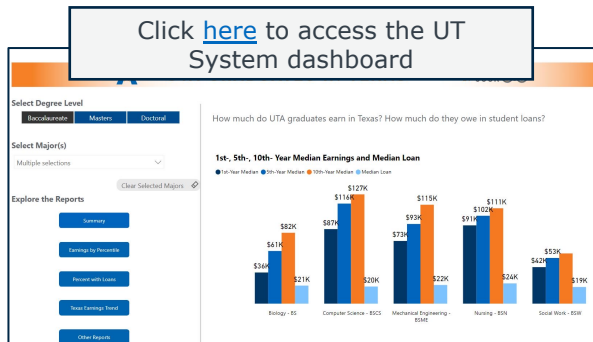 Click here to access the UT
System dashboard
Select Degree Level
Baccalaureate Masters Doctoral
Select Major(s)
Multiple selections
Clear Selected Majors
Explore the Reports
Summary
Earnings by Percentile
Percent with Loans
Texas Earnings Trend
Other Reports
How much do UTA graduates earn in Texas? How much do they owe in student loans?
1st-, 5th-, 10th- Year Median Earnings and Median Loan
1st-Year Median 5th-Year Median 10th-Year Median Median Loan
$36K $61K $82K $21K
$87K $116K $127K $20K
$73K $93K $115K $22K
$91K $102K $111K $24K
$42K $53K $19K
Biology - BS Computer Science - BSCS Mechanical Engineering - Nursing - BSN Social Work - BSW
BSME